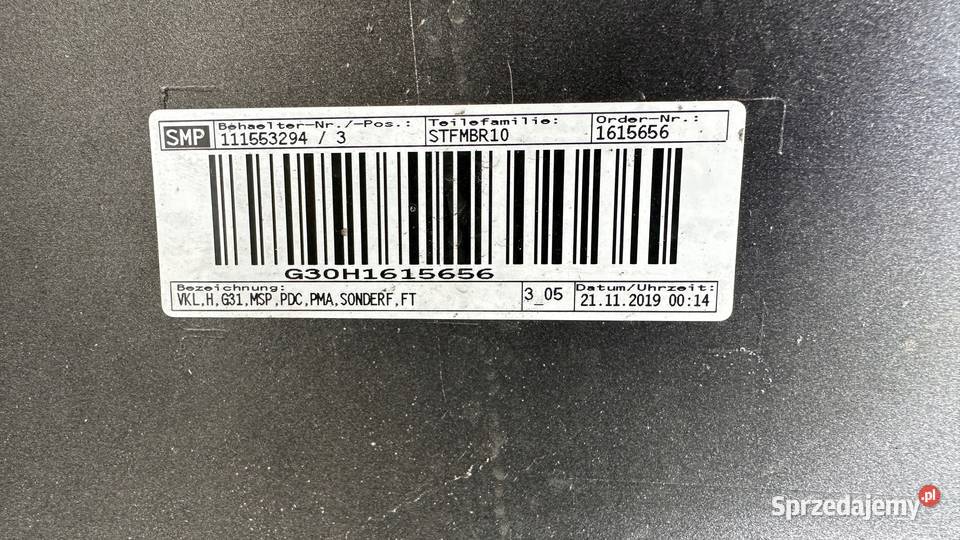 SMP Behaelter-Nr./-Pos.: Teilefamilie: Order-Nr.:
111553294 / 3 STFMBR10 1615656
G30H1615656
Bezeichnung: Datum/Uhrzeit:
VKL,H,G31,MSP,PDC,PMA,SONDERF,FT 3_05 21.11.2019 00:14
Sprzedajemy.pl